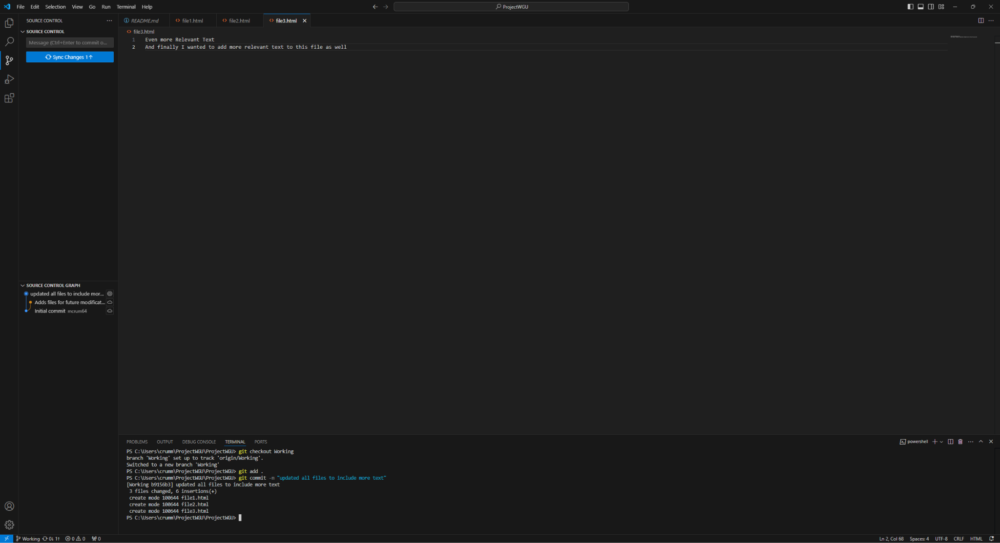 File Edit Selection View Go Run Terminal Help
ProjectWGU
SOURCE CONTROL
SOURCE CONTROL
Message (Ctrl+Enter to commit o...
Sync Changes 1↑
SOURCE CONTROL GRAPH
updated all files to include mor...
Adds files for future modificat...
Initial commit mcrum64
README.md file1.html file2.html file3.html
file3.html
1 Even more Relevant Text
2 And finally I wanted to add more relevant text to this file as well
PROBLEMS OUTPUT DEBUG CONSOLE TERMINAL PORTS
powershell
PS C:\Users\crumm\ProjectWGU\ProjectWGU> git checkout Working
branch 'Working' set up to track 'origin/Working'.
Switched to a new branch 'Working'
PS C:\Users\crumm\ProjectWGU\ProjectWGU> git add .
PS C:\Users\crumm\ProjectWGU\ProjectWGU> git commit -m "updated all files to include more text"
[Working b9156b3] updated all files to include more text
3 files changed, 6 insertions(+)
create mode 100644 file1.html
create mode 100644 file2.html
create mode 100644 file3.html
PS C:\Users\crumm\ProjectWGU\ProjectWGU>
Working 0↓ 1↑ 0 0 0
Ln 2, Col 68 Spaces: 4 UTF-8 CRLF HTML